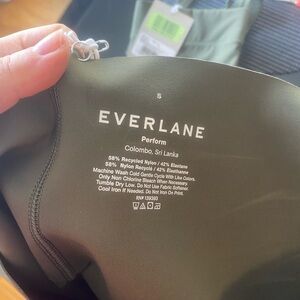 S
EVERLANE
Perform
Colombo, Sri Lanka
58% Recycled Nylon / 42% Elastane
58% Nylon Recyclé / 42% Élasthanne
Machine Wash Cold Gentle Cycle With Like Colors.
Only Non Chlorine Bleach When Necessary.
Tumble Dry Low. Do Not Use Fabric Softener.
Cool Iron If Needed. Do Not Iron On Print.
RN# 139393